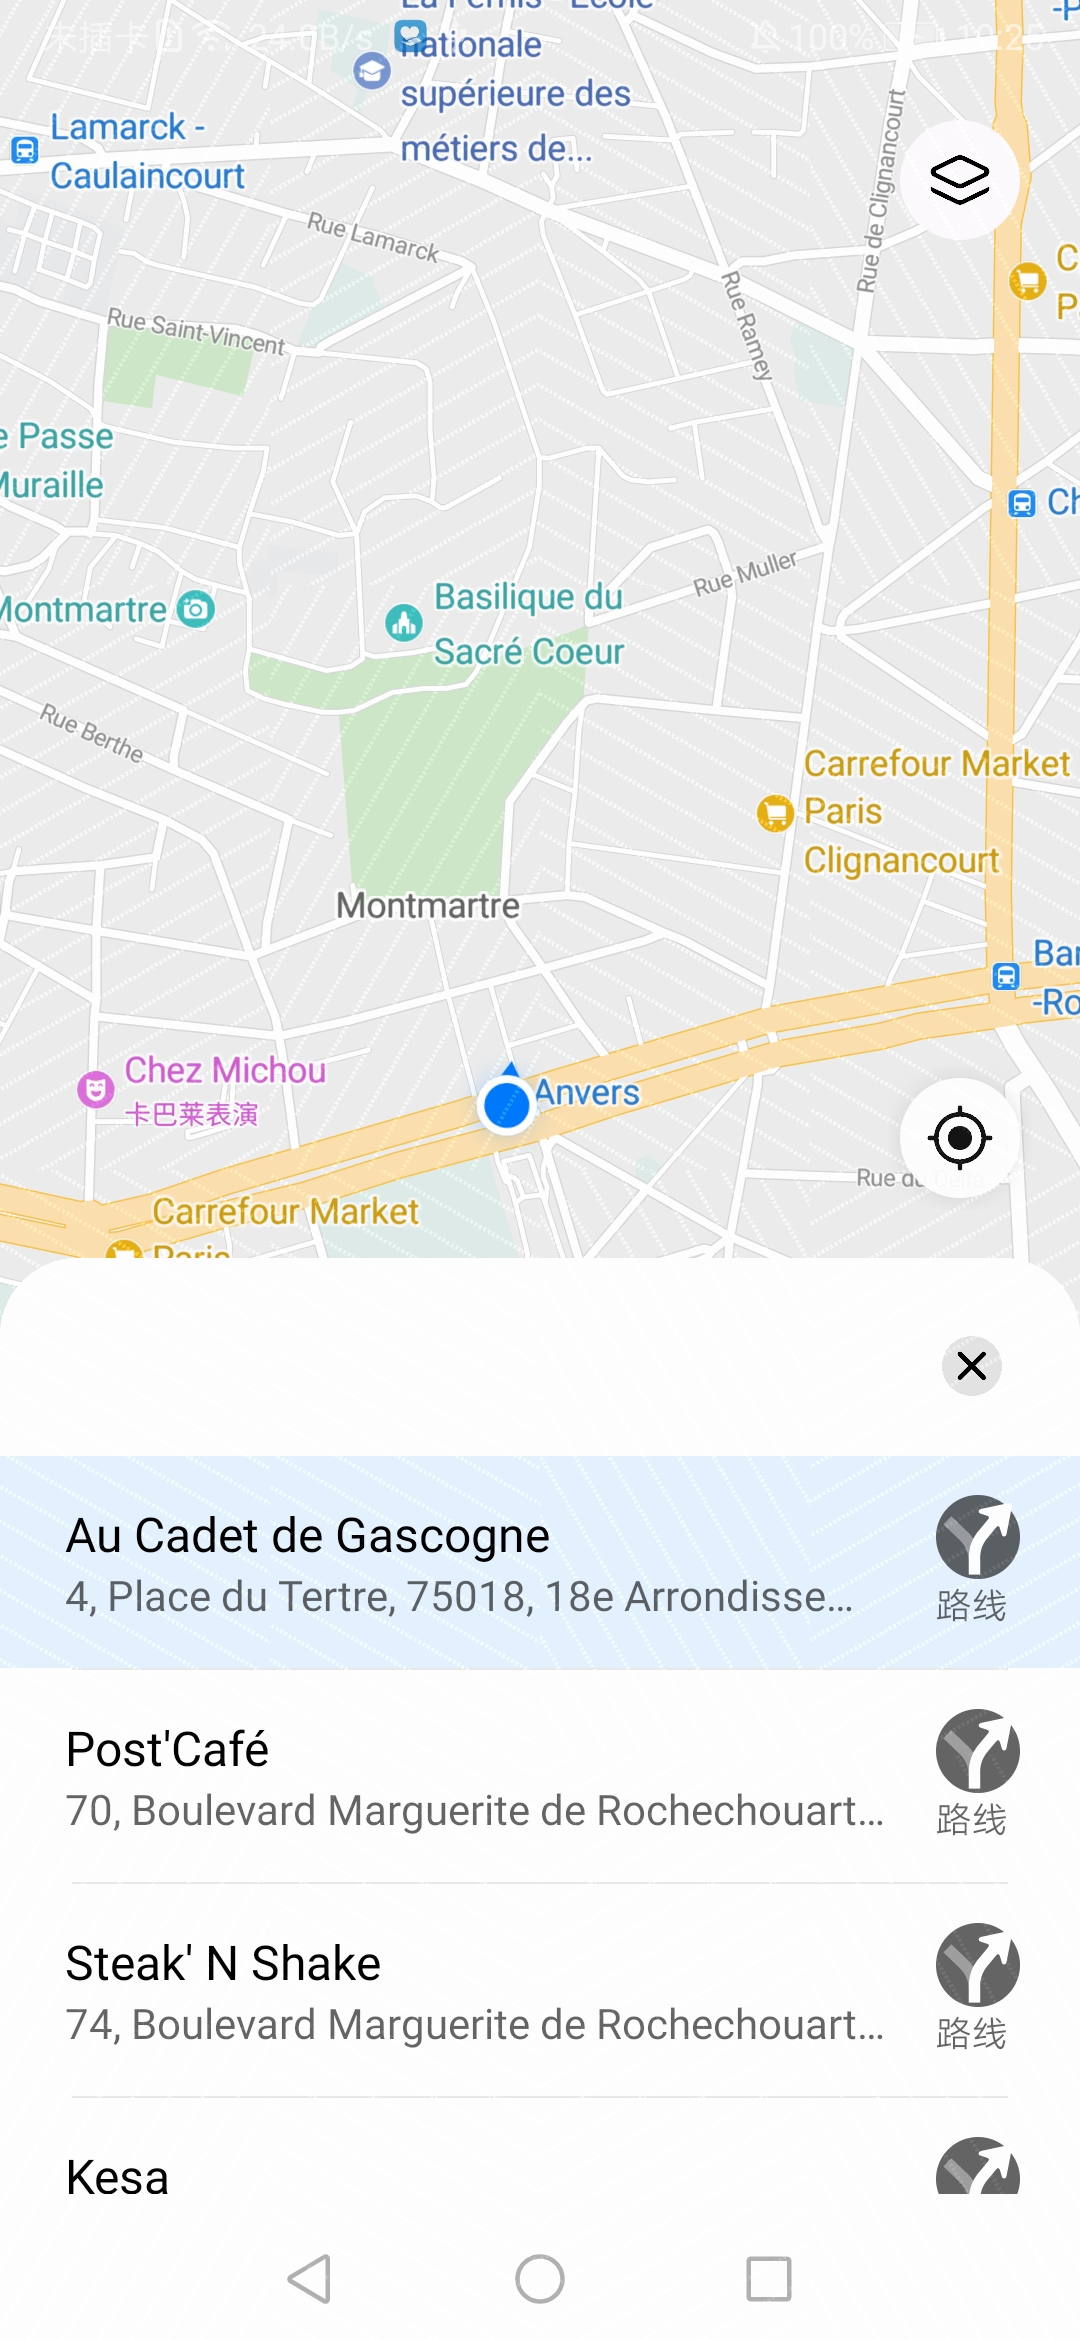 未插卡 24.0B/s 100% 10:20
La Fémis - École
nationale
supérieure des
métiers de...
-P
Lamarck -
Caulaincourt
Rue Lamarck
Rue de Clignancourt
Rue Saint-Vincent
Rue Ramey
C
P
e Passe
Muraille
Ch
Rue Muller
Montmartre
Basilique du
Sacré Coeur
Rue Berthe
Carrefour Market
Paris
Clignancourt
Montmartre
Bar
-Ro
Chez Michou
卡巴莱表演
Anvers
Rue du Delta
Carrefour Market
Paris
Au Cadet de Gascogne
4, Place du Tertre, 75018, 18e Arrondisse...
路线
Post'Café
70, Boulevard Marguerite de Rochechouart...
路线
Steak' N Shake
74, Boulevard Marguerite de Rochechouart...
路线
Kesa